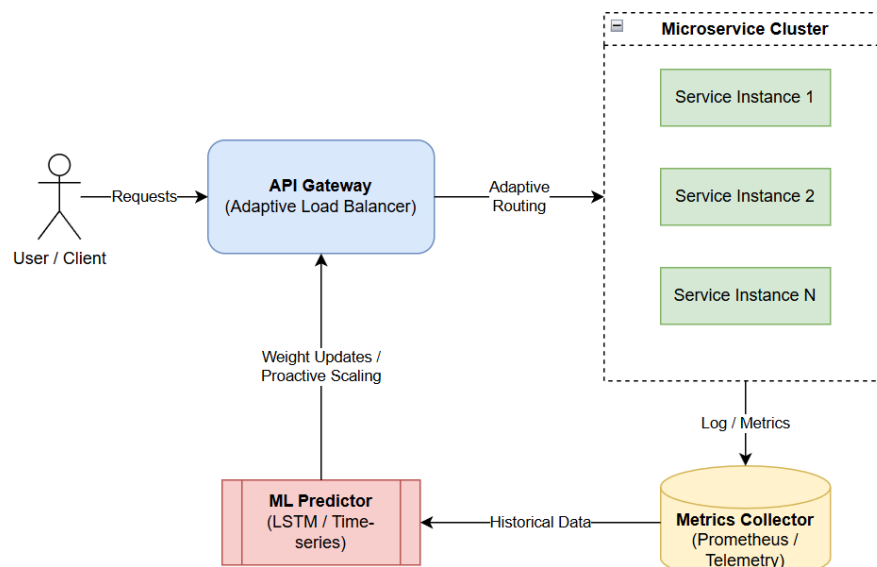 Microservice Cluster
Service Instance 1
API Gateway
(Adaptive Load Balancer)
Requests
Adaptive
Routing
Service Instance 2
User / Client
Service Instance N
Weight Updates /
Proactive Scaling
Log / Metrics
ML Predictor
(LSTM / Time-
series)
Historical Data
Metrics Collector
(Prometheus /
Telemetry)